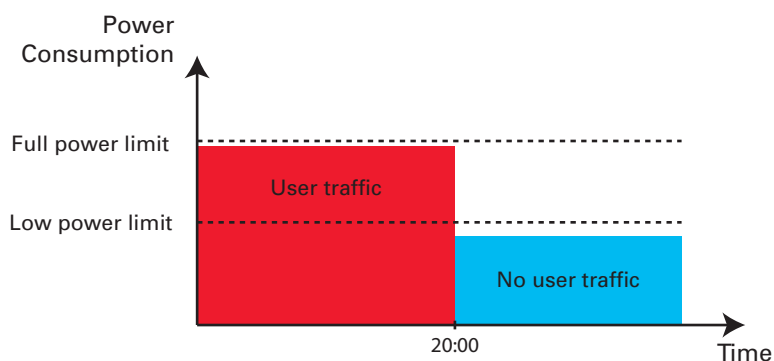 Power
Consumption
Full power limit
User traffic
Low power limit
No user traffic
20:00
Time